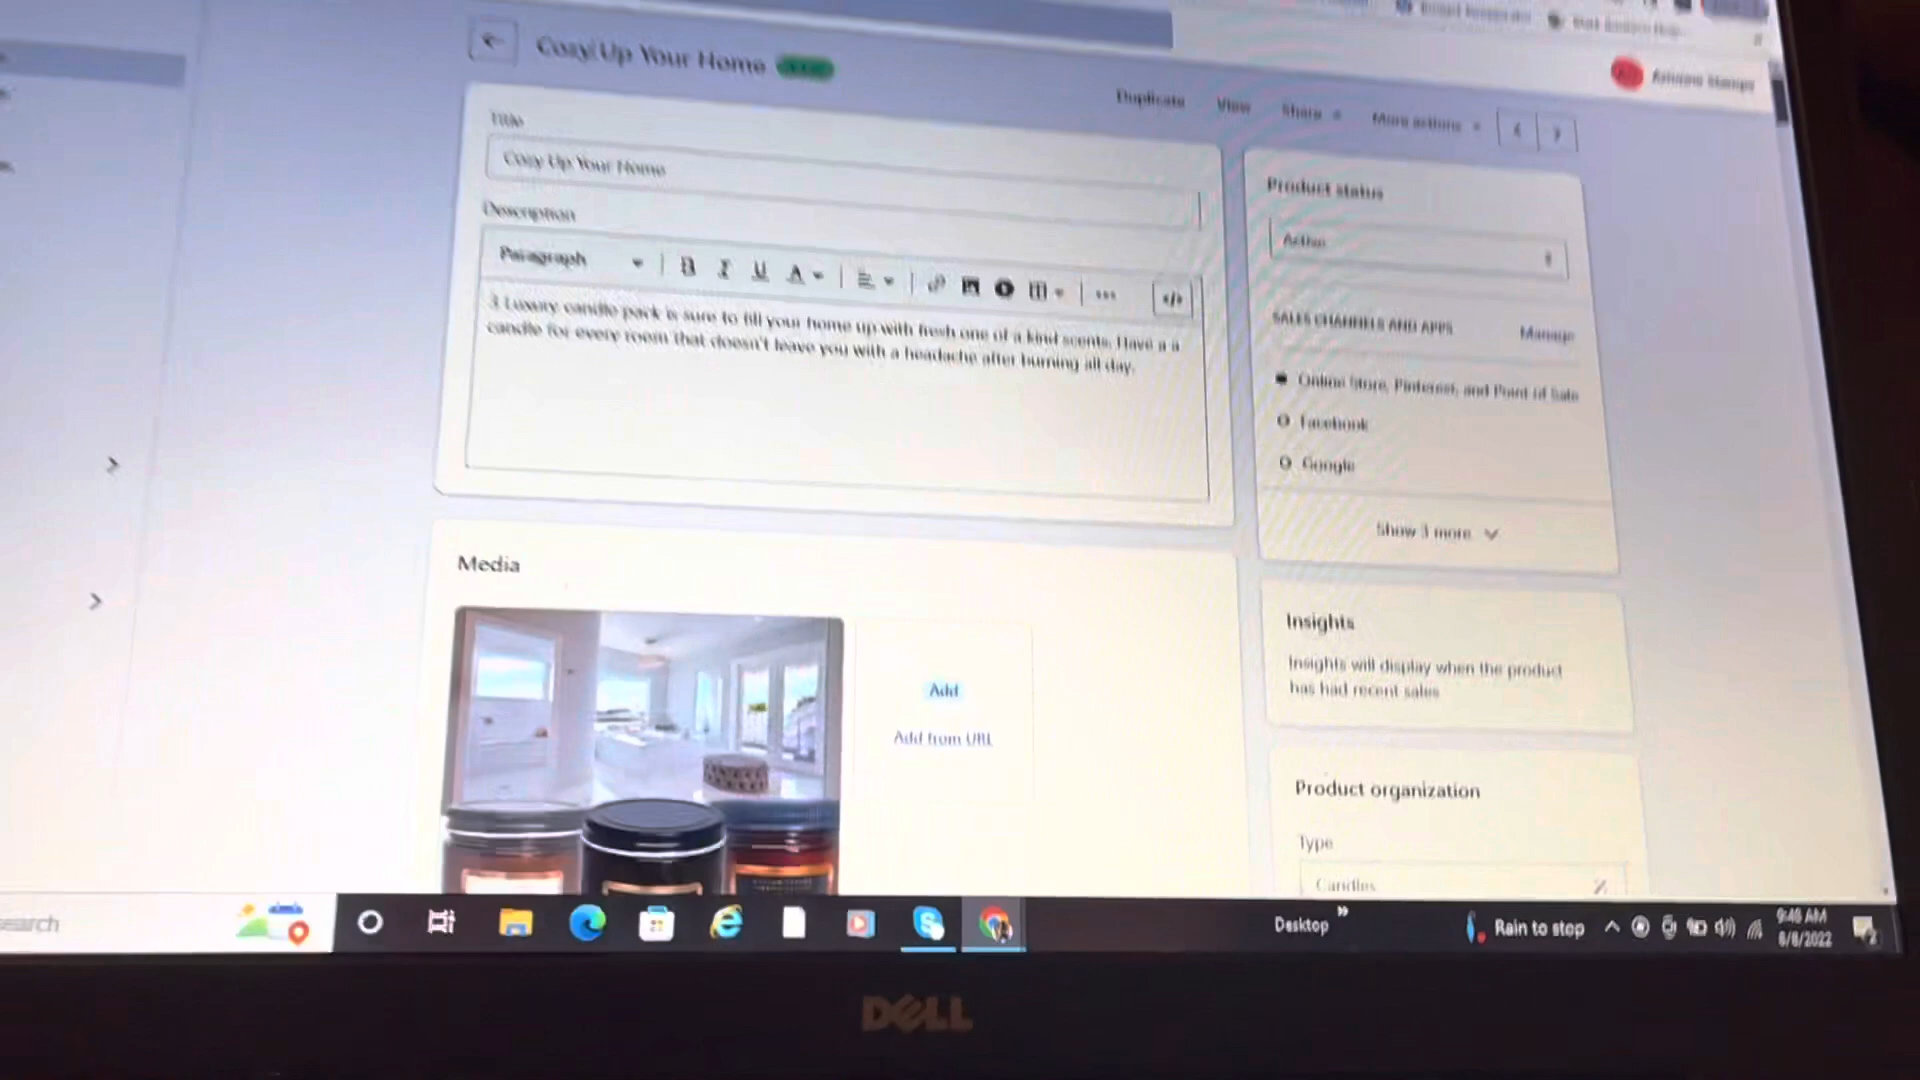 Cozy Up Your Home
Duplicate View Share More actions
Title
Cozy Up Your Home
Description
Paragraph B I U A
3 Luxury candle pack is sure to fill your home up with fresh one of a kind scents. Have a a
candle for every room that doesn't leave you with a headache after burning all day.
Product status
Active
SALES CHANNELS AND APPS Manage
Online Store, Pinterest, and Point of Sale
Facebook
Google
Show 3 more
Media
Add
Add from URL
Insights
Insights will display when the product
has had recent sales
Product organization
Type
Candles
search
Desktop
Rain to stop
9:46 AM
8/8/2022
DELL